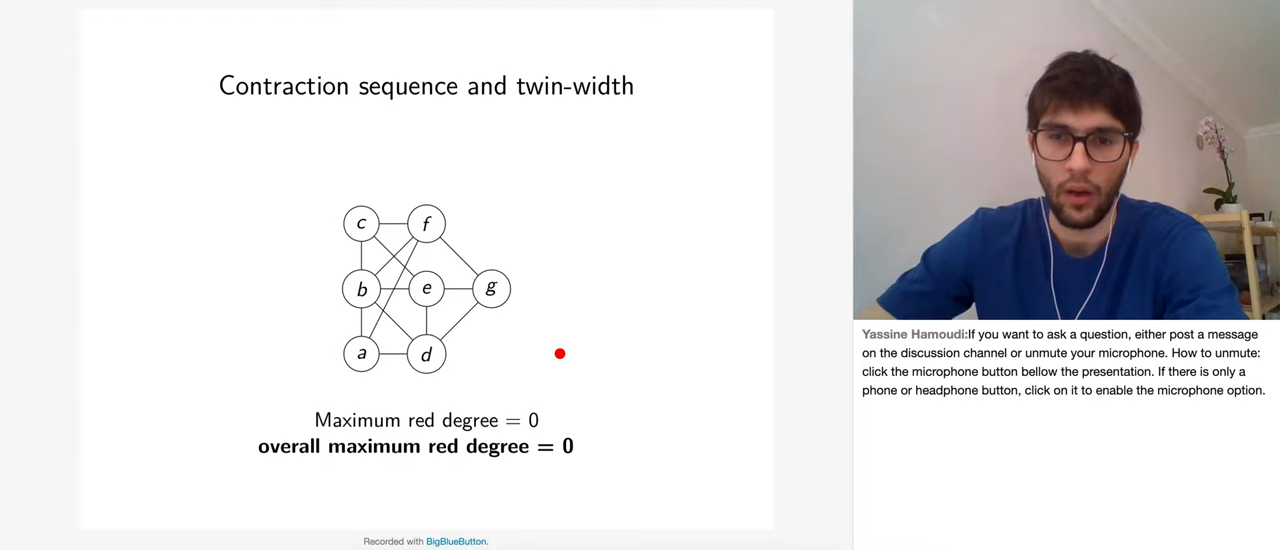 Contraction sequence and twin-width
c f
b e g
a d
Maximum red degree = 0
overall maximum red degree = 0
Recorded with BigBlueButton.
Yassine Hamoudi:If you want to ask a question, either post a message
on the discussion channel or unmute your microphone. How to unmute:
click the microphone button bellow the presentation. If there is only a
phone or headphone button, click on it to enable the microphone option.